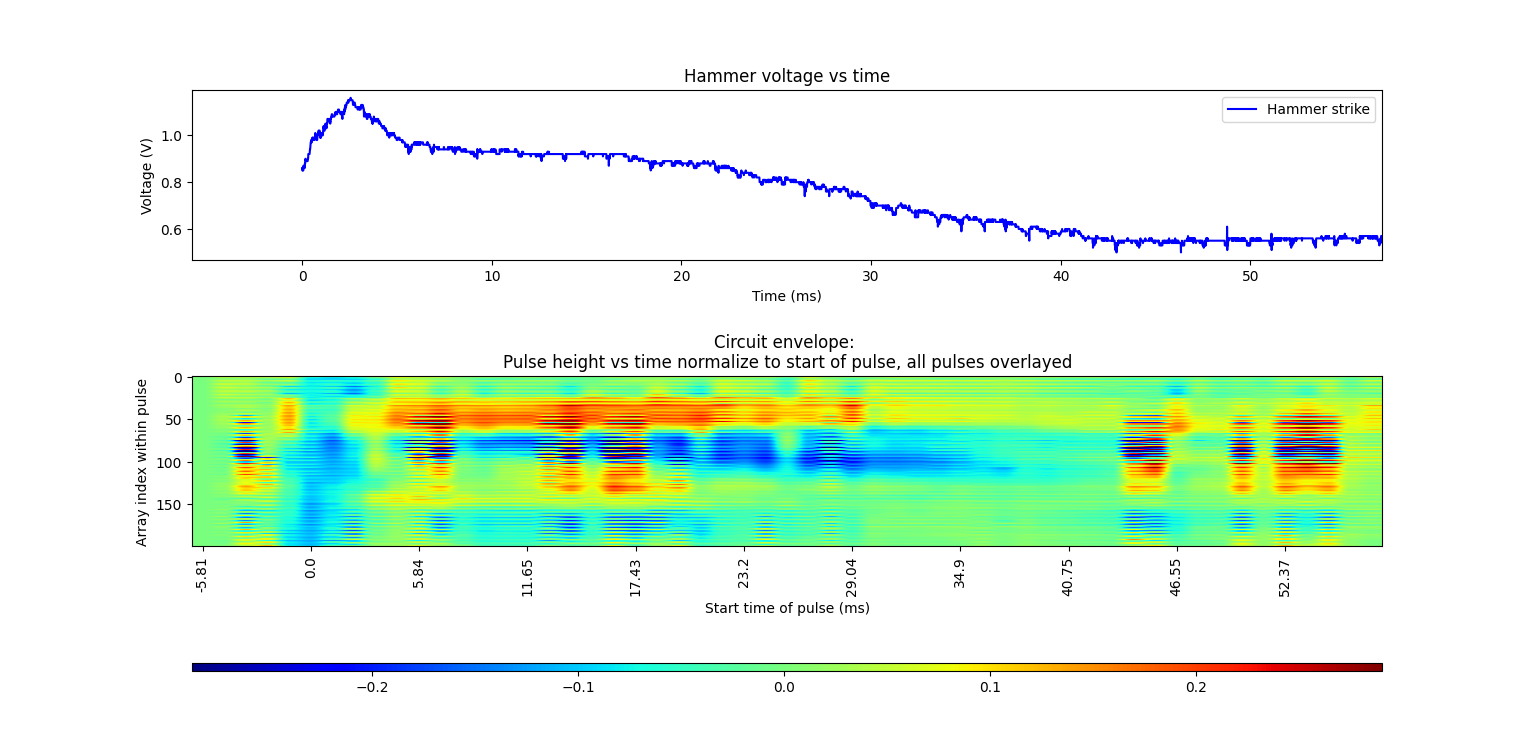 Hammer voltage vs time
Hammer strike
Voltage (V)
1.0
0.8
0.6
0 10 20 30 40 50
Time (ms)
Circuit envelope:
Pulse height vs time normalize to start of pulse, all pulses overlayed
Array index within pulse
0
50
100
150
-5.81 0.0 5.84 11.65 17.43 23.2 29.04 34.9 40.75 46.55 52.37
Start time of pulse (ms)
−0.2 −0.1 0.0 0.1 0.2